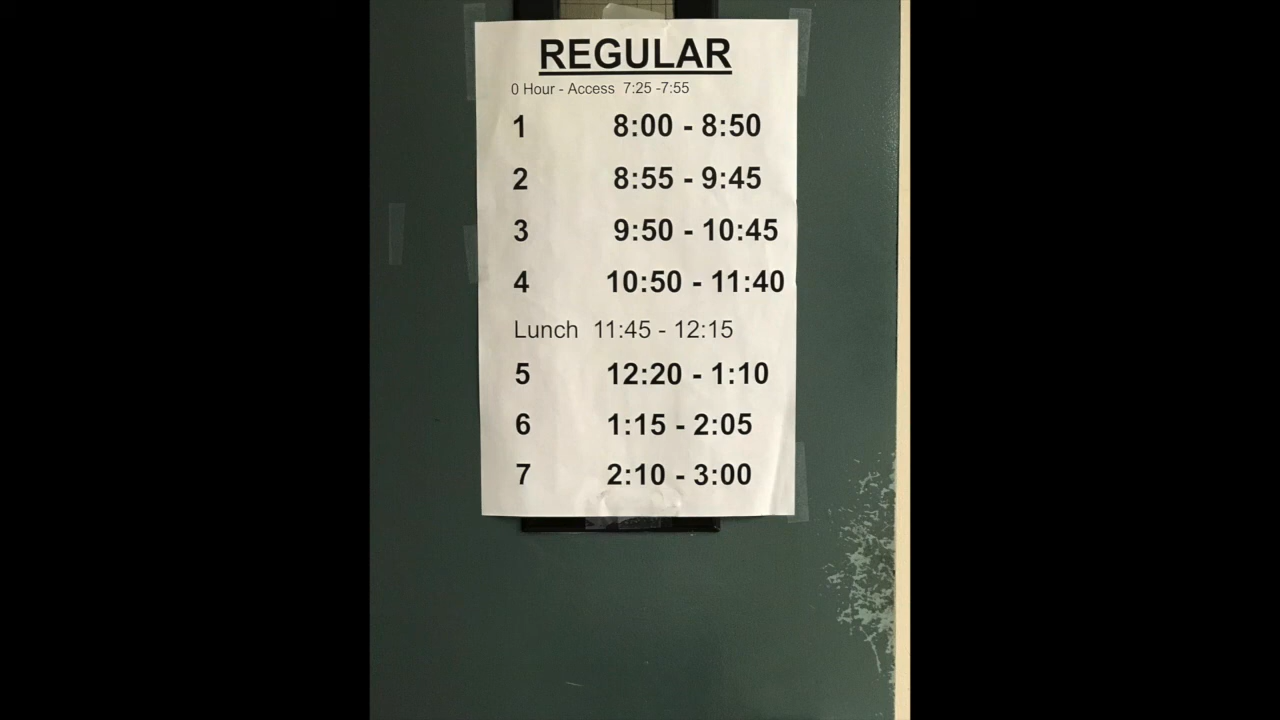 REGULAR
0 Hour - Access 7:25 -7:55
1 8:00 - 8:50
2 8:55 - 9:45
3 9:50 - 10:45
4 10:50 - 11:40
Lunch 11:45 - 12:15
5 12:20 - 1:10
6 1:15 - 2:05
7 2:10 - 3:00